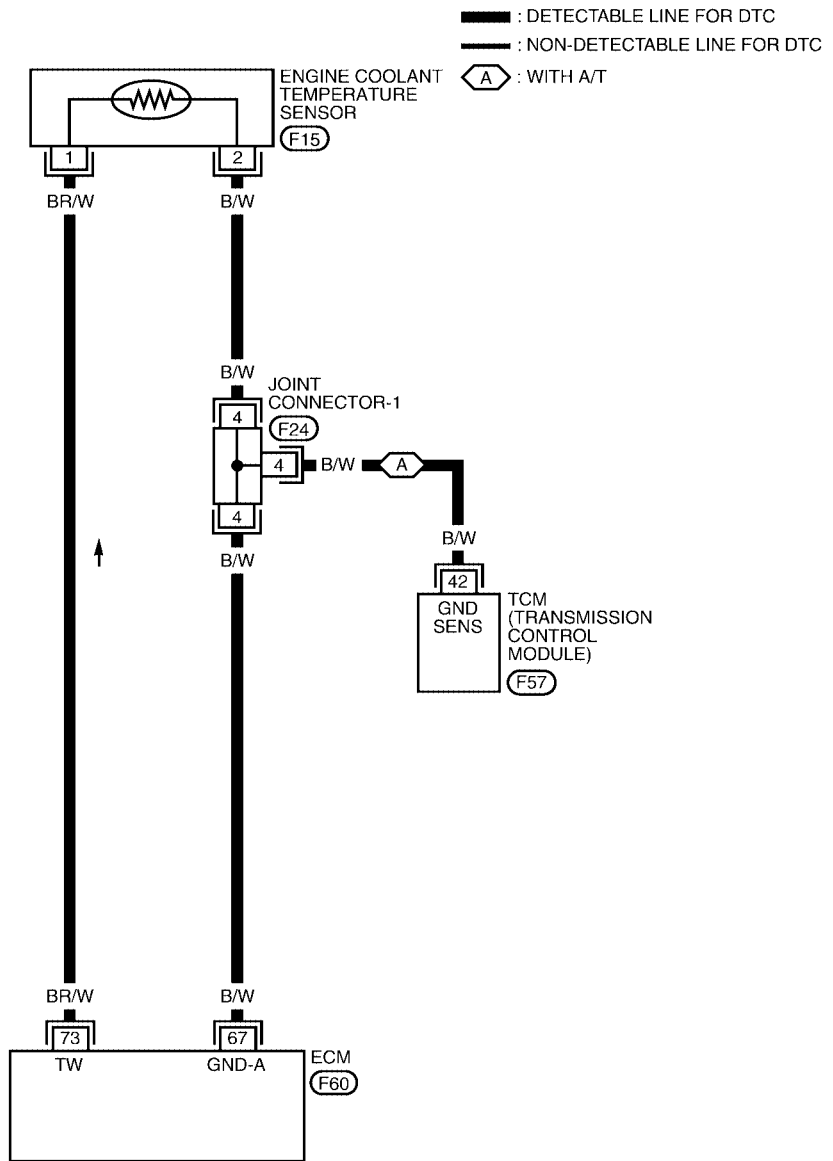 : DETECTABLE LINE FOR DTC
: NON-DETECTABLE LINE FOR DTC
A : WITH A/T
ENGINE COOLANT
TEMPERATURE
SENSOR
F15
1 2
BR/W B/W
B/W
JOINT
CONNECTOR-1
F24
4
4 B/W A
4
B/W
B/W
42
GND
SENS
TCM
(TRANSMISSION
CONTROL
MODULE)
F57
BR/W B/W
73 67
TW GND-A
ECM
F60